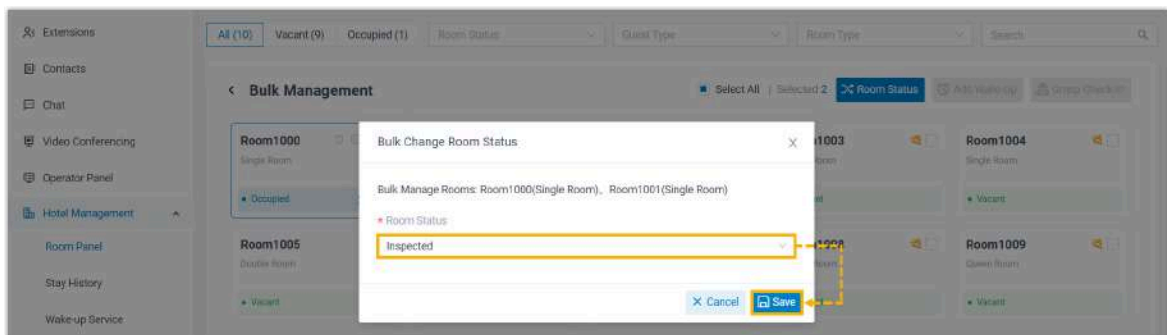 Extensions
All (10) Vacant (9) Occupied (1) Room Status Guest Type Room Type Search
Contacts
Bulk Management
Select All | Selected 2 Room Status Add Wake-up Group Check-in
Chat
Video Conferencing
Operator Panel
Hotel Management
Room Panel
Stay History
Wake-up Service
Room1000
Single Room
Occupied
Room1005
Double Room
Vacant
Bulk Change Room Status
Bulk Manage Rooms: Room1000(Single Room)、Room1001(Single Room)
* Room Status
Inspected
Cancel Save
Room1004
Single Room
Vacant
Room1009
Queen Room
Vacant